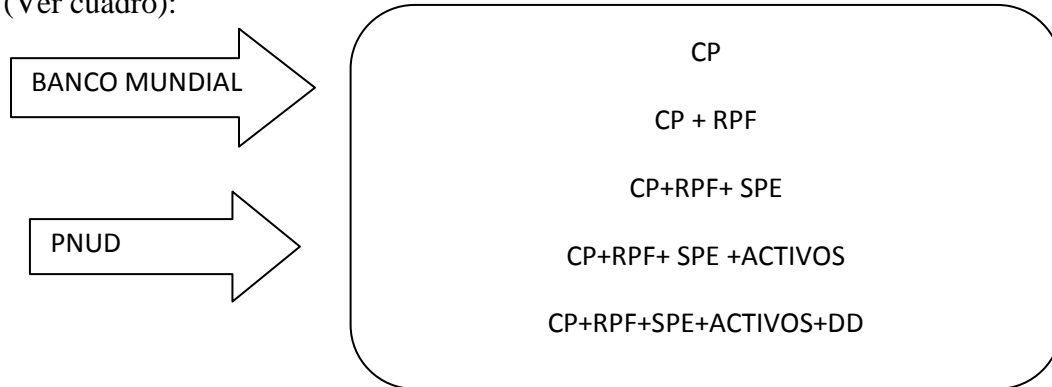 (Ver cuadro):
BANCO MUNDIAL
PNUD
CP
CP + RPF
CP+RPF+ SPE
CP+RPF+ SPE +ACTIVOS
CP+RPF+SPE+ACTIVOS+DD